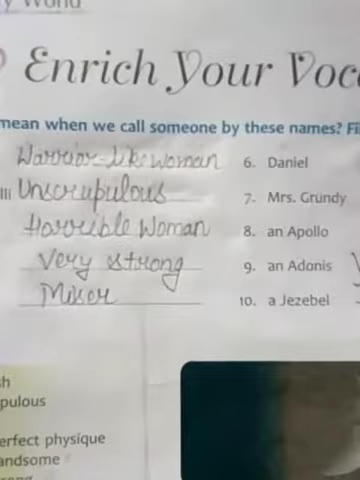 y World
Enrich Your Voc
mean when we call someone by these names? Fi
Warrior-like woman 6. Daniel
Unscrupulous 7. Mrs. Grundy
Horrible Woman 8. an Apollo
Very strong 9. an Adonis
Miser 10. a Jezebel
sh
pulous
erfect physique
andsome